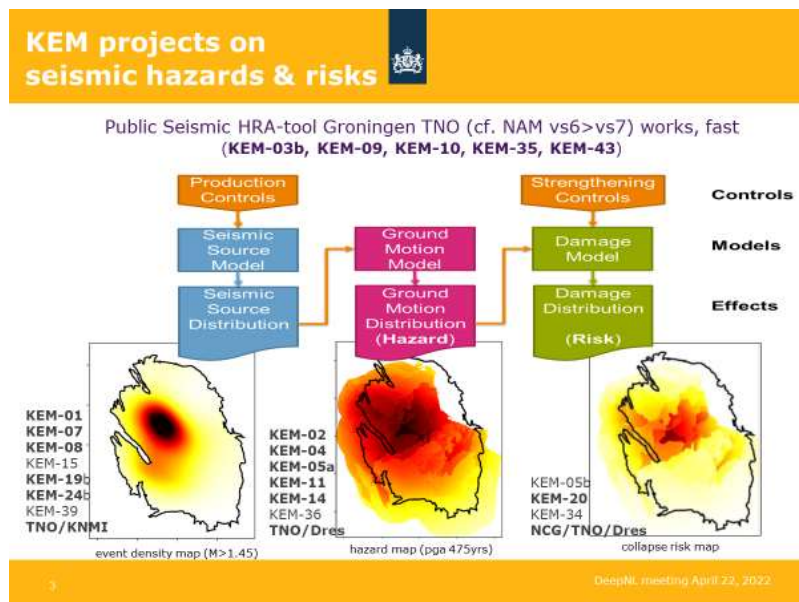 KEM projects on
seismic hazards & risks
Public Seismic HRA-tool Groningen TNO (cf. NAM vs6>vs7) works, fast
(KEM-03b, KEM-09, KEM-10, KEM-35, KEM-43)
Production
Controls
Strengthening
Controls
Controls
Seismic
Source
Model
Ground
Motion
Model
Damage
Model
Models
Seismic
Source
Distribution
Ground
Motion
Distribution
(Hazard)
Damage
Distribution
(Risk)
Effects
KEM-01
KEM-07
KEM-08
KEM-15
KEM-19b
KEM-24b
KEM-39
TNO/KNMI
event density map (M>1.45)
KEM-02
KEM-04
KEM-05a
KEM-11
KEM-14
KEM-36
TNO/Dres
hazard map (pga 475yrs)
KEM-05b
KEM-20
KEM-34
NCG/TNO/Dres
collapse risk map
3
DeepNL meeting April 22, 2022